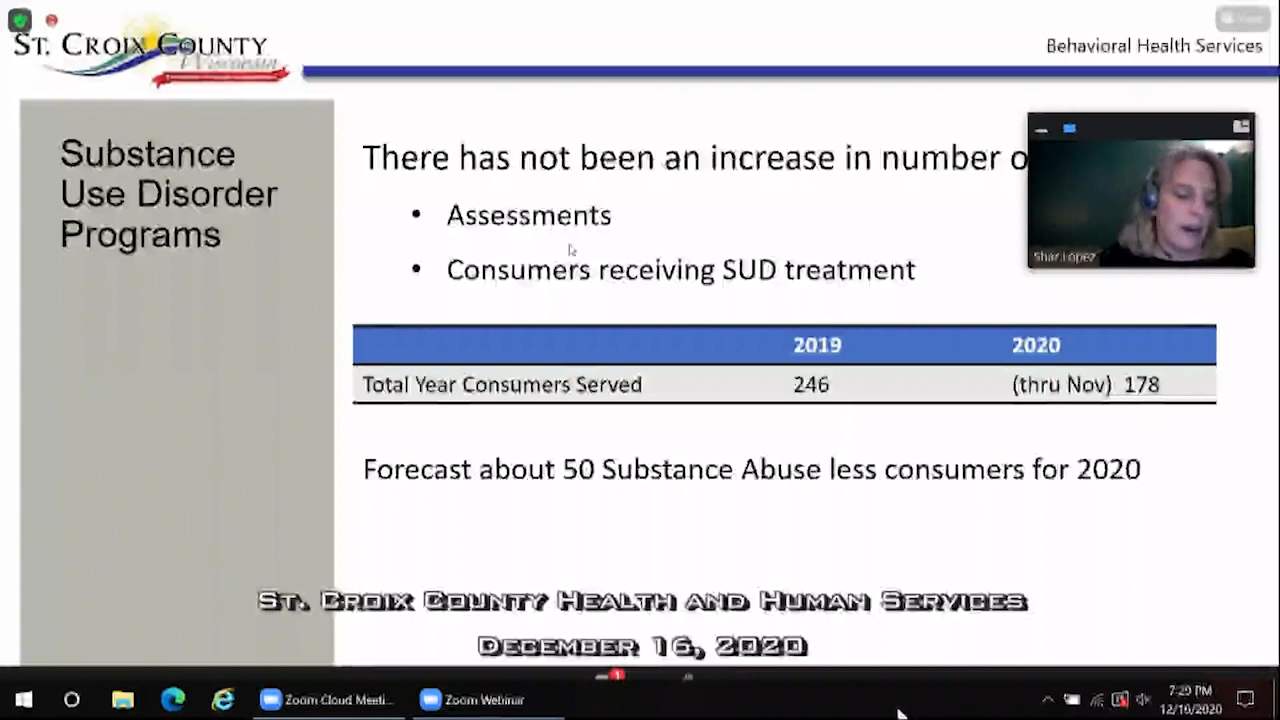 St. Croix County
Wisconsin
Behavioral Health Services
Substance
Use Disorder
Programs
There has not been an increase in number o
• Assessments
• Consumers receiving SUD treatment
Shar Lopez
2019 2020
Total Year Consumers Served 246 (thru Nov) 178
Forecast about 50 Substance Abuse less consumers for 2020
St. Croix County Health and Human Services
December 16, 2020
1
Zoom Cloud Meeti... Zoom Webinar
7:29 PM
12/16/2020